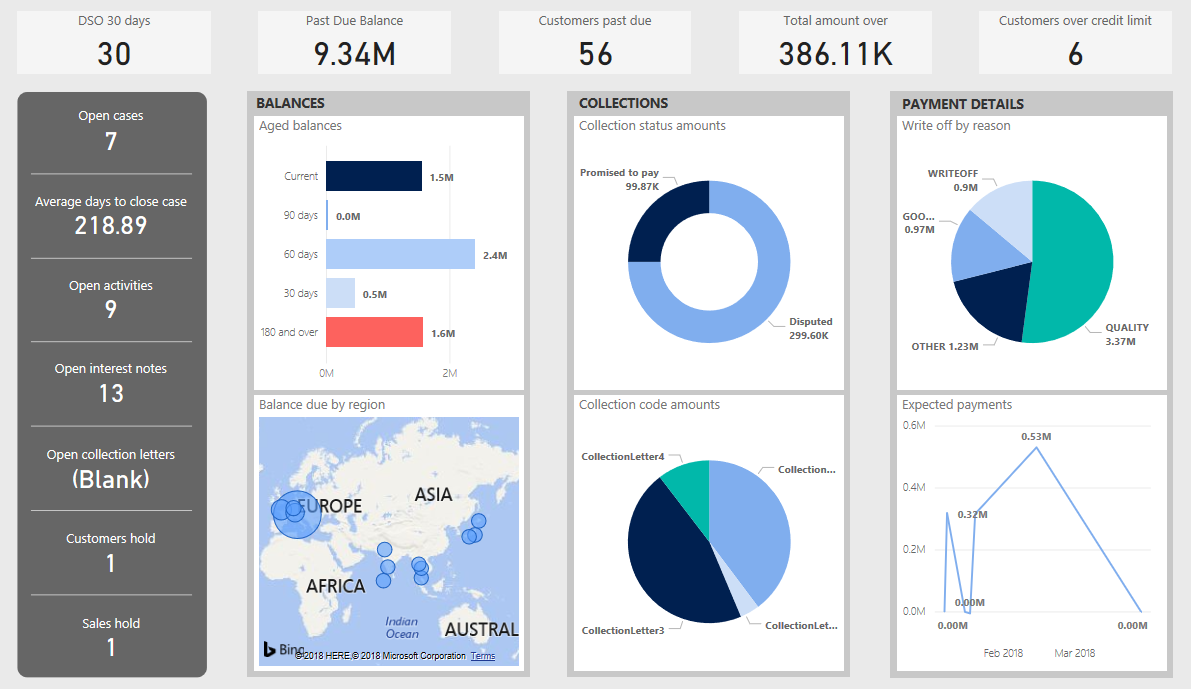 DSO 30 days
30
Past Due Balance
9.34M
Customers past due
56
Total amount over
386.11K
Customers over credit limit
6
Open cases
7
Average days to close case
218.89
Open activities
9
Open interest notes
13
Open collection letters
(Blank)
Customers hold
1
Sales hold
1
BALANCES
Aged balances
Current
1.5M
90 days
0.0M
60 days
2.4M
30 days
0.5M
180 and over
1.6M
0M
2M
Balance due by region
EUROPE
ASIA
AFRICA
Indian
Ocean
AUSTRAL
Bing
© 2018 HERE,© 2018 Microsoft Corporation Terms
COLLECTIONS
Collection status amounts
Promised to pay
99.87K
Disputed
299.60K
Collection code amounts
CollectionLetter4
Collection...
CollectionLetter3
CollectionLet...
PAYMENT DETAILS
Write off by reason
WRITEOFF
0.9M
GOO...
0.97M
OTHER 1.23M
QUALITY
3.37M
Expected payments
0.6M
0.53M
0.4M
0.32M
0.2M
0.00M
0.0M
0.00M
0.00M
Feb 2018
Mar 2018